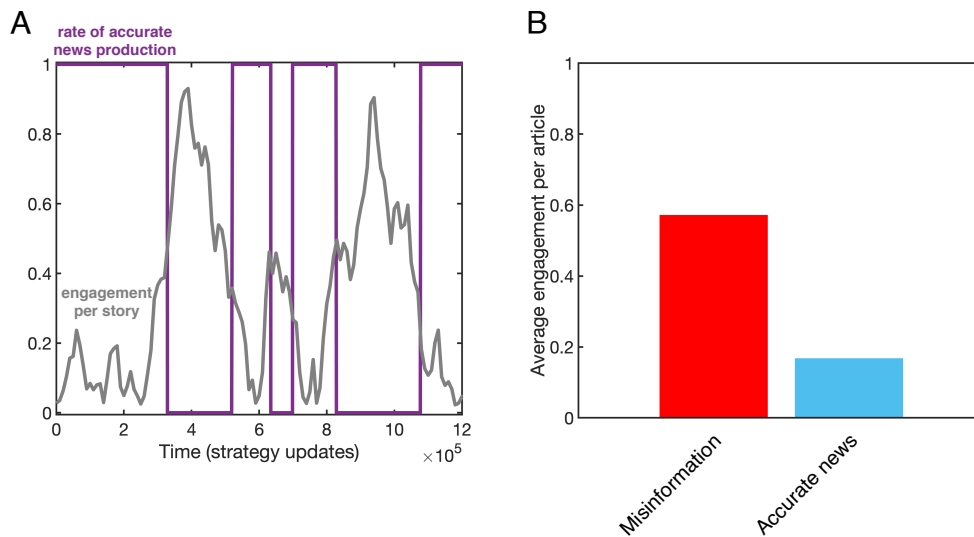 A
rate of accurate
news production
1
0.8
0.6
0.4
0.2
0
engagement
per story
0
2
4
6
8
10
12
Time (strategy updates)
×10⁵
B
Average engagement per article
1
0.8
0.6
0.4
0.2
0
Misinformation
Accurate news